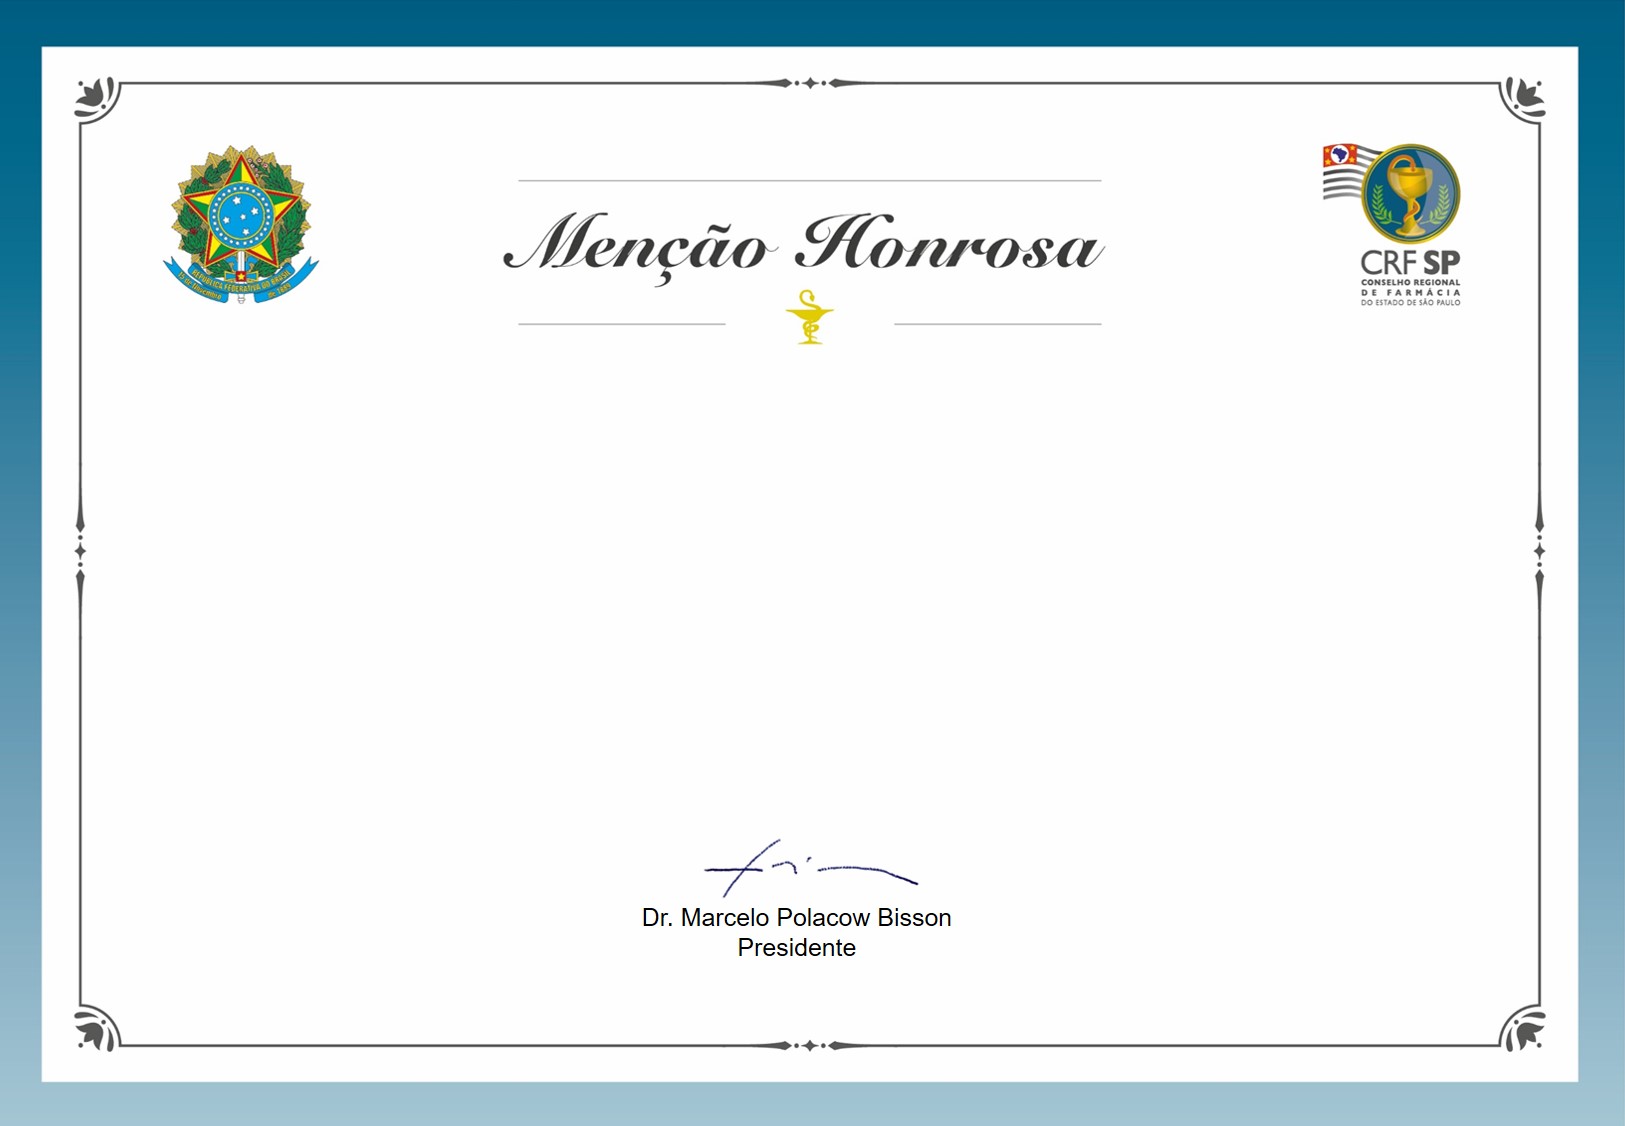 Menção Honrosa
REPÚBLICA FEDERATIVA DO BRASIL
15 de Novembro
de 1889
CRF SP
CONSELHO REGIONAL
DE FARMÁCIA
DO ESTADO DE SÃO PAULO
Dr. Marcelo Polacow Bisson
Presidente